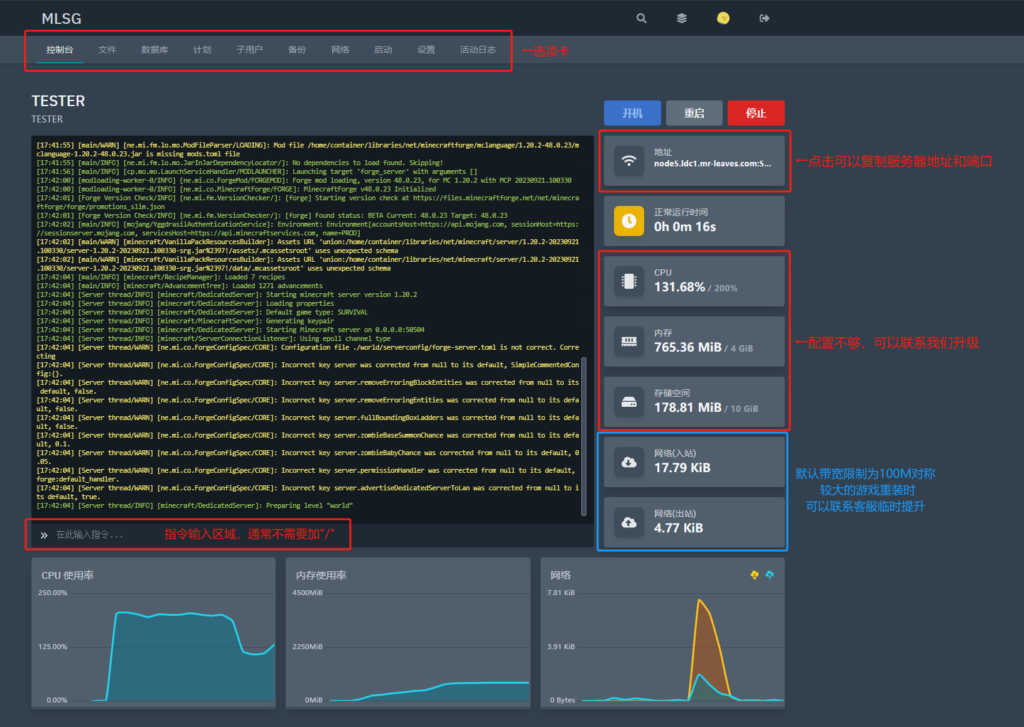 MLSG
控制台 文件 数据库 计划 子用户 备份 网络 启动 设置 活动日志
←选项卡
TESTER
TESTER
开机 重启 停止
[17:41:55] [main/WARN] [ne.mi.fm.lo.mo.ModFileParser/LOADING]: Mod file /home/container/libraries/net/minecraftforge/mclanguage/1.20.2-48.0.23/m
clanguage-1.20.2-48.0.23.jar is missing mods.toml file
[17:41:55] [main/INFO] [ne.mi.fm.lo.mo.JarInJarDependencyLocator/]: No dependencies to load found. Skipping!
[17:41:56] [main/INFO] [cp.mo.mo.LaunchServiceHandler/MODLAUNCHER]: Launching target 'forge_server' with arguments []
[17:42:00] [modloading-worker-0/INFO] [ne.mi.co.ForgeMod/FORGEMOD]: Forge mod loading, version 48.0.23, for MC 1.20.2 with MCP 20230921.100330
[17:42:00] [modloading-worker-0/INFO] [ne.mi.co.MinecraftForge/FORGE]: MinecraftForge v48.0.23 Initialized
[17:42:01] [Forge Version Check/INFO] [ne.mi.fm.VersionChecker/]: [forge] Starting version check at https://files.minecraftforge.net/net/minecra
ftforge/forge/promotions_slim.json
[17:42:01] [Forge Version Check/INFO] [ne.mi.fm.VersionChecker/]: [forge] Found status: BETA Current: 48.0.23 Target: 48.0.23
[17:42:02] [main/INFO] [mojang/YggdrasilAuthenticationService]: Environment: Environment[accountsHost=https://api.mojang.com, sessionHost=https:
//sessionserver.mojang.com, servicesHost=https://api.minecraftservices.com, name=PROD]
[17:42:02] [main/WARN] [minecraft/VanillaPackResourcesBuilder]: Assets URL 'union:/home/container/libraries/net/minecraft/server/1.20.2-20230921
.100330/server-1.20.2-20230921.100330-srg.jar%2397!/assets/.mcassetsroot' uses unexpected schema
[17:42:02] [main/WARN] [minecraft/VanillaPackResourcesBuilder]: Assets URL 'union:/home/container/libraries/net/minecraft/server/1.20.2-20230921
.100330/server-1.20.2-20230921.100330-srg.jar%2397!/data/.mcassetsroot' uses unexpected schema
[17:42:04] [main/INFO] [minecraft/RecipeManager]: Loaded 7 recipes
[17:42:04] [main/INFO] [minecraft/AdvancementTree]: Loaded 1271 advancements
[17:42:04] [Server thread/INFO] [minecraft/DedicatedServer]: Starting minecraft server version 1.20.2
[17:42:04] [Server thread/INFO] [minecraft/DedicatedServer]: Loading properties
[17:42:04] [Server thread/INFO] [minecraft/DedicatedServer]: Default game type: SURVIVAL
[17:42:04] [Server thread/INFO] [minecraft/MinecraftServer]: Generating keypair
[17:42:04] [Server thread/INFO] [minecraft/DedicatedServer]: Starting Minecraft server on 0.0.0.0:50504
[17:42:04] [Server thread/INFO] [minecraft/ServerConnectionListener]: Using epoll channel type
[17:42:04] [Server thread/WARN] [ne.mi.co.ForgeConfigSpec/CORE]: Configuration file ./world/serverconfig/forge-server.toml is not correct. Corre
cting
[17:42:04] [Server thread/WARN] [ne.mi.co.ForgeConfigSpec/CORE]: Incorrect key server was corrected from null to its default, SimpleCommentedCon
fig:{}.
[17:42:04] [Server thread/WARN] [ne.mi.co.ForgeConfigSpec/CORE]: Incorrect key server.removeErroringBlockEntities was corrected from null to its
default, false.
[17:42:04] [Server thread/WARN] [ne.mi.co.ForgeConfigSpec/CORE]: Incorrect key server.removeErroringEntities was corrected from null to its defa
ult, false.
[17:42:04] [Server thread/WARN] [ne.mi.co.ForgeConfigSpec/CORE]: Incorrect key server.fullBoundingBoxLadders was corrected from null to its defa
ult, false.
[17:42:04] [Server thread/WARN] [ne.mi.co.ForgeConfigSpec/CORE]: Incorrect key server.zombieBaseSummonChance was corrected from null to its defa
ult, 0.1.
[17:42:04] [Server thread/WARN] [ne.mi.co.ForgeConfigSpec/CORE]: Incorrect key server.zombieBabyChance was corrected from null to its default, 0
.05.
[17:42:04] [Server thread/WARN] [ne.mi.co.ForgeConfigSpec/CORE]: Incorrect key server.permissionHandler was corrected from null to its default,
forge:default_handler.
[17:42:04] [Server thread/WARN] [ne.mi.co.ForgeConfigSpec/CORE]: Incorrect key server.advertiseDedicatedServerToLan was corrected from null to i
ts default, true.
[17:42:04] [Server thread/INFO] [minecraft/DedicatedServer]: Preparing level "world"
» 在此输入指令... 指令输入区域，通常不需要加"/"
地址
node5.ldc1.mr-leaves.com:5...
←点击可以复制服务器地址和端口
正常运行时间
0h 0m 16s
CPU
131.68% / 200%
内存
765.36 MiB / 4 GiB
←配置不够，可以联系我们升级
存储空间
178.81 MiB / 10 GiB
网络(入站)
17.79 KiB
网络(出站)
4.77 KiB
默认带宽限制为100M对称
较大的游戏重装时
可以联系客服临时提升
CPU 使用率
250.00%
125.00%
0.00%
内存使用率
4500MiB
2250MiB
0MiB
网络
7.81 KiB
3.91 KiB
0 Bytes